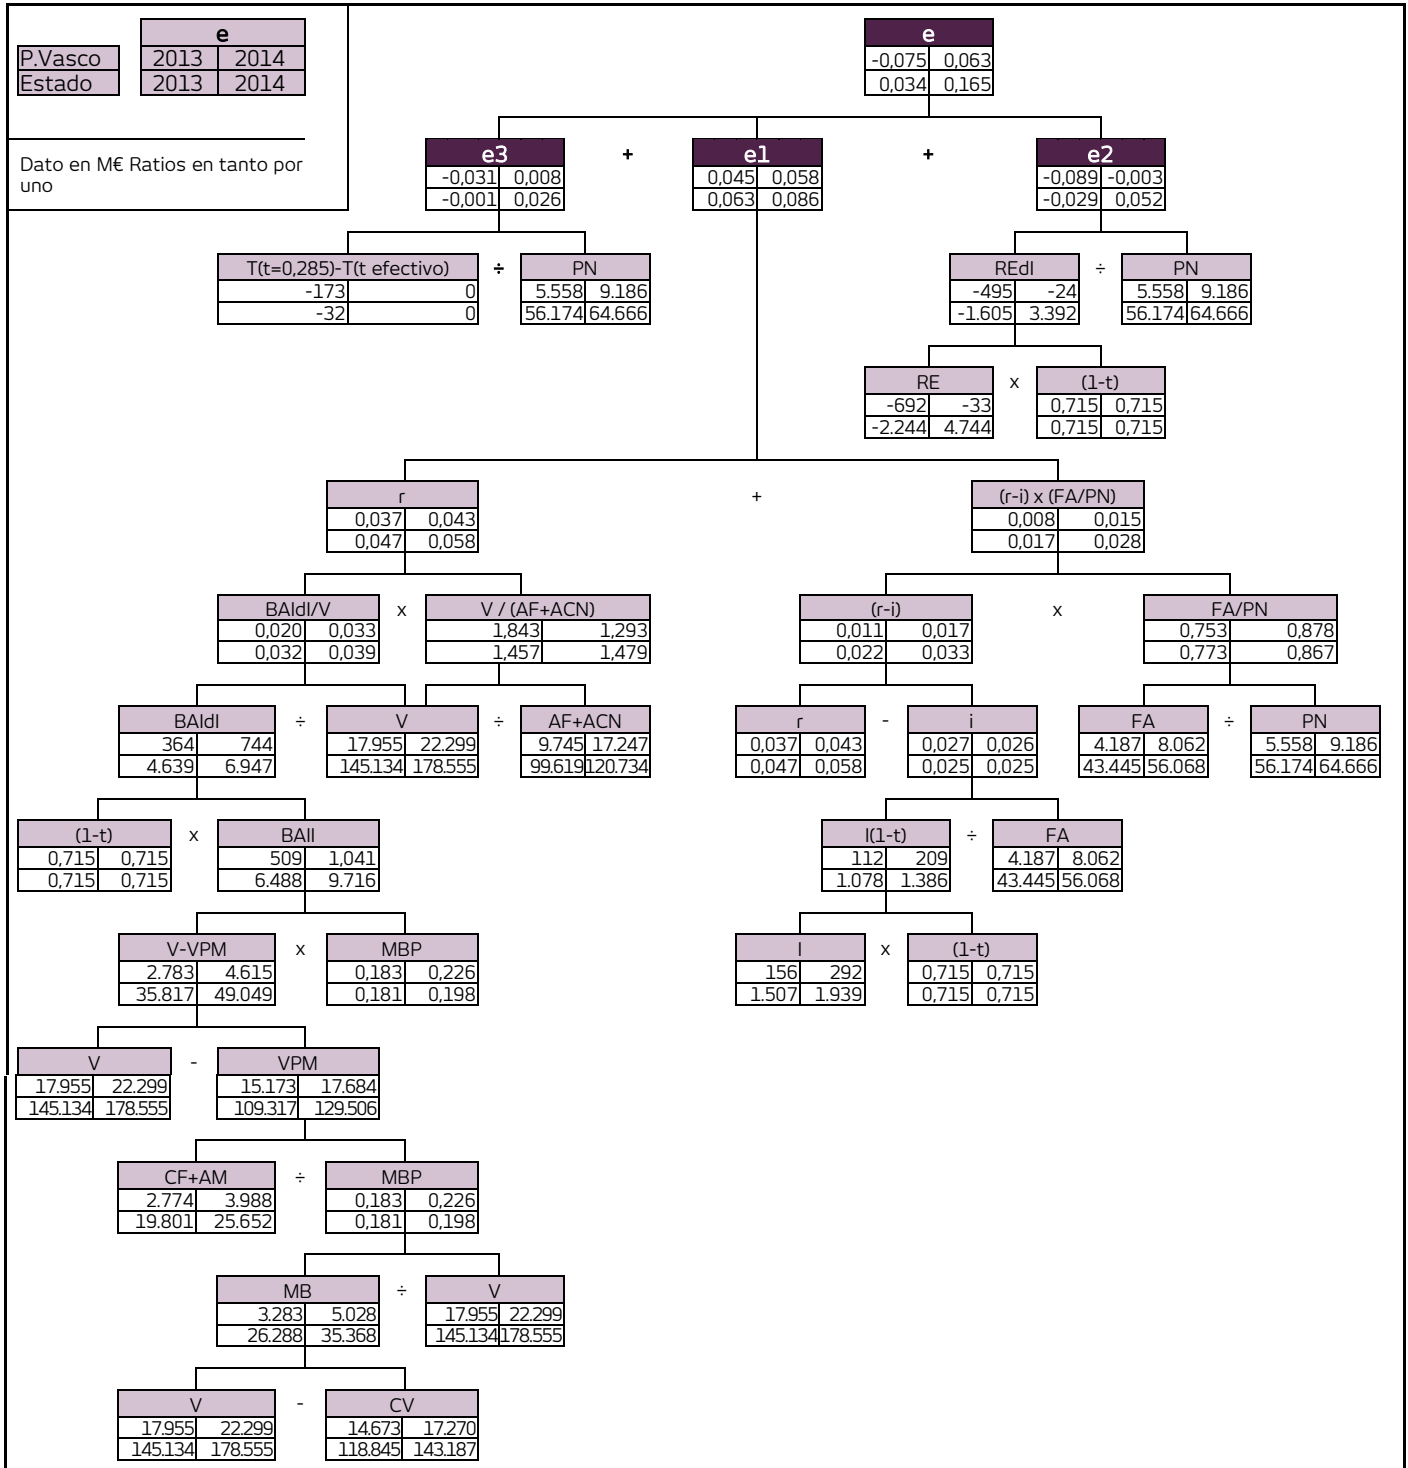 e
P.Vasco 2013 2014
Estado 2013 2014
Dato en M€ Ratios en tanto por
uno
e
-0,075 0,063
0,034 0,165
e3 + e1 + e2
-0,031 0,008 0,045 0,058 -0,089 -0,003
-0,001 0,026 0,063 0,086 -0,029 0,052
T(t=0,285)-T(t efectivo) ÷ PN REdI ÷ PN
-173 0 5.558 9.186 -495 -24 5.558 9.186
-32 0 56.174 64.666 -1.605 3.392 56.174 64.666
RE x (1-t)
-692 -33 0,715 0,715
-2.244 4.744 0,715 0,715
r + (r-i) x (FA/PN)
0,037 0,043 0,008 0,015
0,047 0,058 0,017 0,028
BAIdI/V x V / (AF+ACN) (r-i) x FA/PN
0,020 0,033 1,843 1,293 0,011 0,017 0,753 0,878
0,032 0,039 1,457 1,479 0,022 0,033 0,773 0,867
BAIdI ÷ V ÷ AF+ACN r - i FA ÷ PN
364 744 17.955 22.299 9.745 17.247 0,037 0,043 0,027 0,026 4.187 8.062 5.558 9.186
4.639 6.947 145.134 178.555 99.619 120.734 0,047 0,058 0,025 0,025 43.445 56.068 56.174 64.666
(1-t) x BAII I(1-t) ÷ FA
0,715 0,715 509 1,041 112 209 4.187 8.062
0,715 0,715 6.488 9.716 1.078 1.386 43.445 56.068
V-VPM x MBP I x (1-t)
2.783 4.615 0,183 0,226 156 292 0,715 0,715
35.817 49.049 0,181 0,198 1.507 1.939 0,715 0,715
V - VPM
17.955 22.299 15.173 17.684
145.134 178.555 109.317 129.506
CF+AM ÷ MBP
2.774 3.988 0,183 0,226
19.801 25.652 0,181 0,198
MB ÷ V
3.283 5.028 17.955 22.299
26.288 35.368 145.134 178.555
V - CV
17.955 22.299 14.673 17.270
145.134 178.555 118.845 143.187